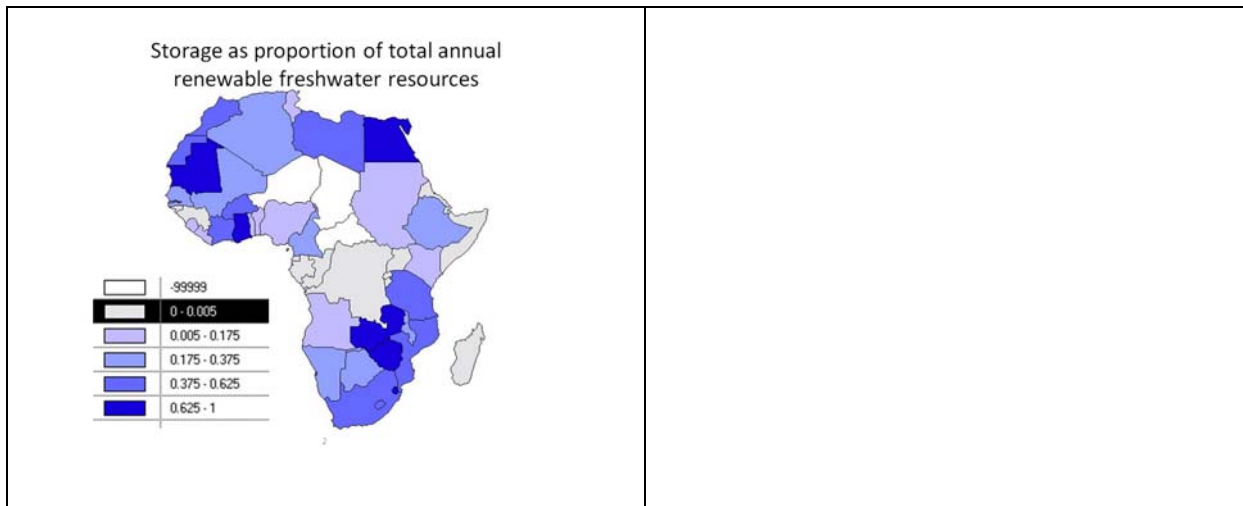 Storage as proportion of total annual
renewable freshwater resources
-99999
0 - 0.005
0.005 - 0.175
0.175 - 0.375
0.375 - 0.625
0.625 - 1
2